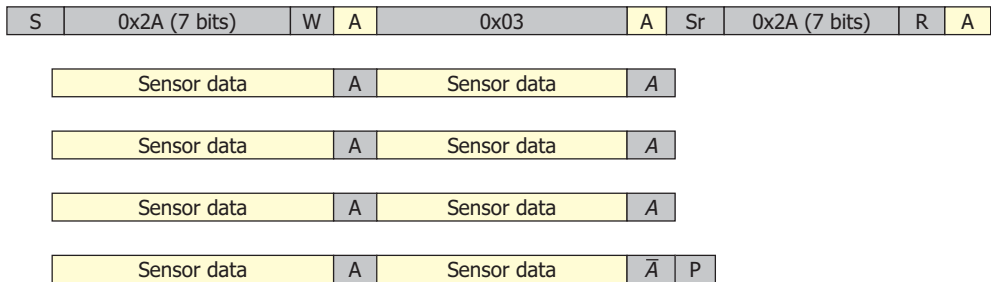 S 0x2A (7 bits) W A 0x03 A Sr 0x2A (7 bits) R A
Sensor data A Sensor data A
Sensor data A Sensor data A
Sensor data A Sensor data A
Sensor data A Sensor data A̅ P